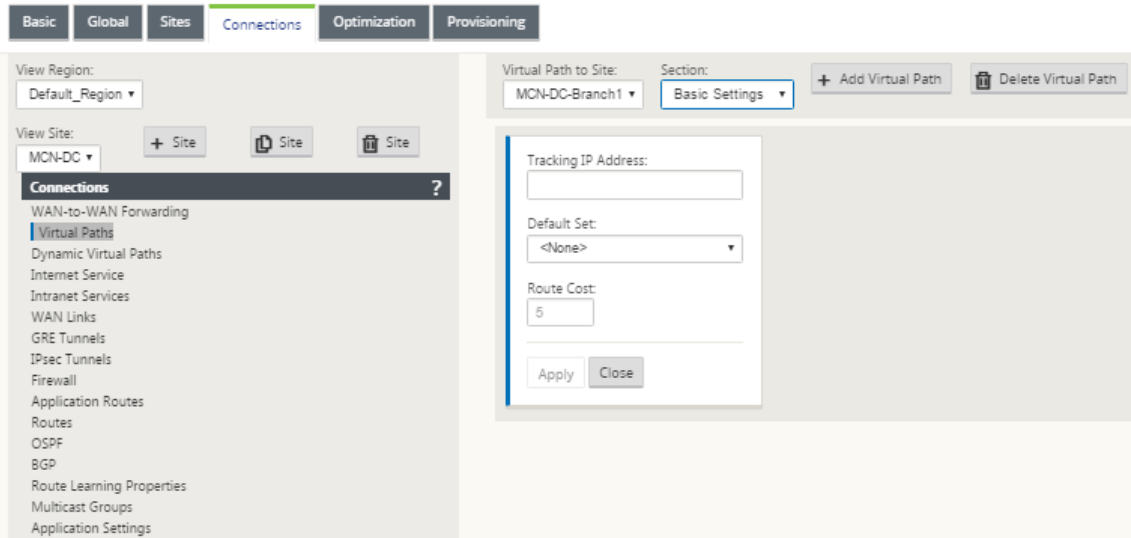 Basic Global Sites Connections Optimization Provisioning
View Region:
Default_Region
View Site:
MCN-DC
+ Site Site Site
Connections ?
WAN-to-WAN Forwarding
Virtual Paths
Dynamic Virtual Paths
Internet Service
Intranet Services
WAN Links
GRE Tunnels
IPsec Tunnels
Firewall
Application Routes
Routes
OSPF
BGP
Route Learning Properties
Multicast Groups
Application Settings
Virtual Path to Site: Section:
MCN-DC-Branch1 Basic Settings + Add Virtual Path Delete Virtual Path
Tracking IP Address:
Default Set:
<None>
Route Cost:
5
Apply Close